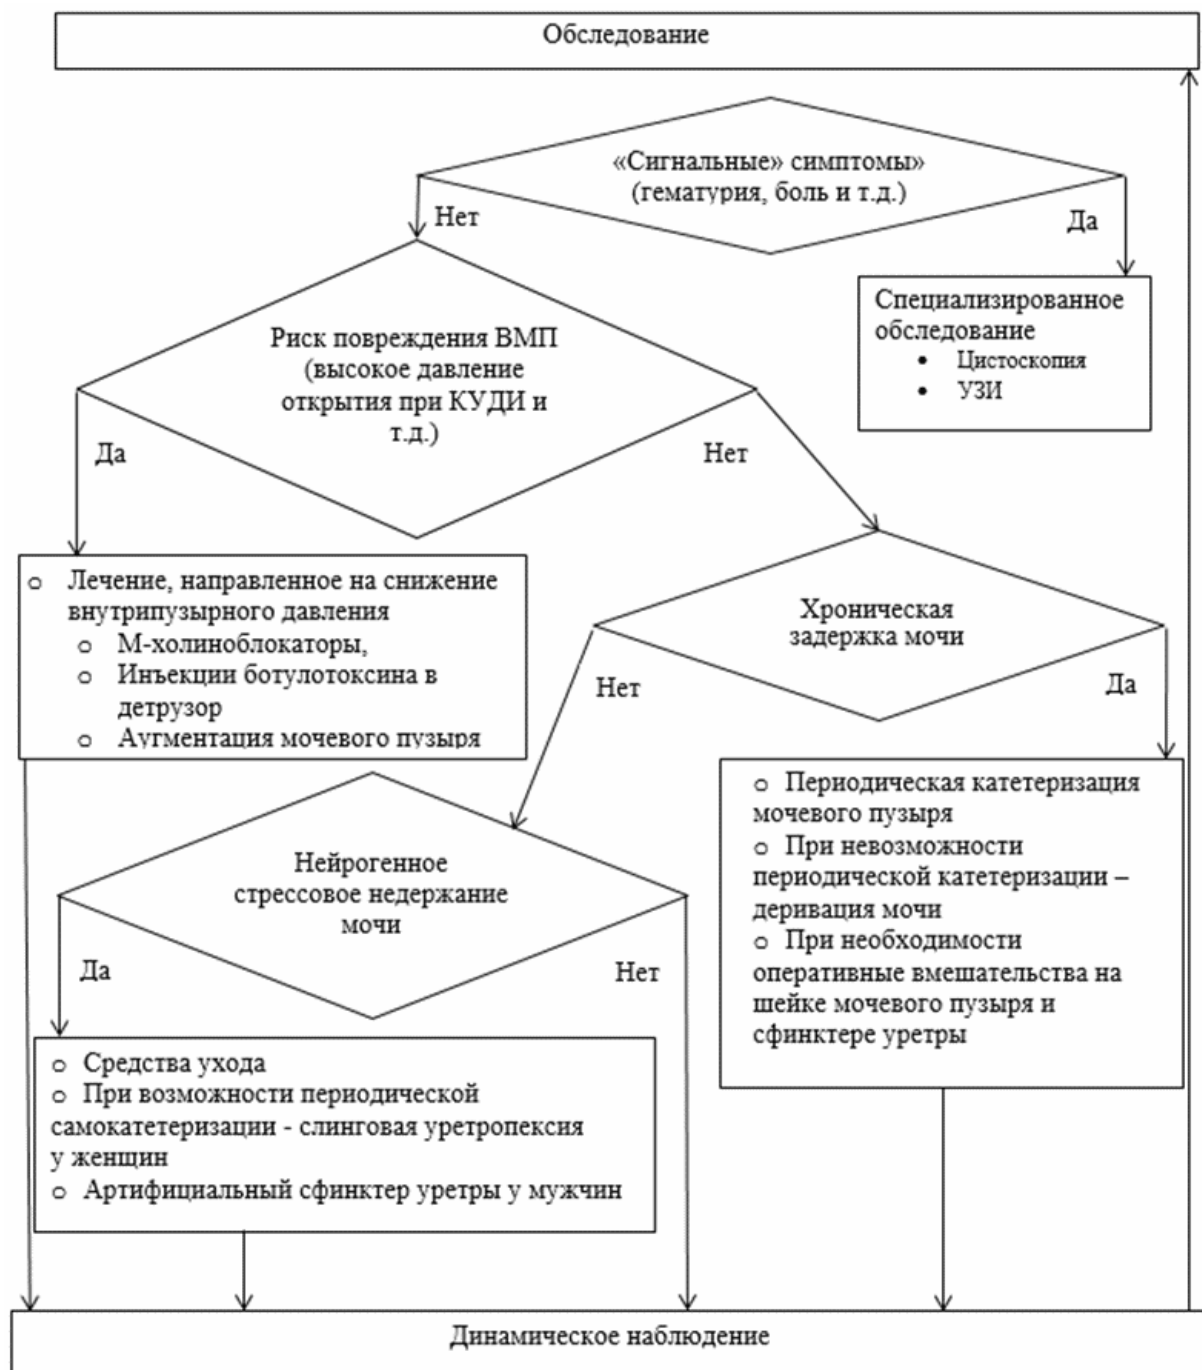 Обследование
«Сигнальные» симптомы»
(гематурия, боль и т.д.)
Нет
Да
Специализированное
обследование
• Цистоскопия
• УЗИ
Риск повреждения ВМП
(высокое давление
открытия при КУДИ и
т.д.)
Да
Нет
o Лечение, направленное на снижение
внутрипузырного давления
o М-холиноблокаторы,
o Инъекции ботулотоксина в
детрузор
o Аугментация мочевого пузыря
Хроническая
задержка мочи
Нет
Да
o Периодическая катетеризация
мочевого пузыря
o При невозможности
периодической катетеризации –
деривация мочи
o При необходимости
оперативные вмешательства на
шейке мочевого пузыря и
сфинктере уретры
Нейрогенное
стрессовое недержание
мочи
Да
Нет
o Средства ухода
o При возможности периодической
самокатетеризации - слинговая уретропексия
у женщин
o Артифициальный сфинктер уретры у мужчин
Динамическое наблюдение